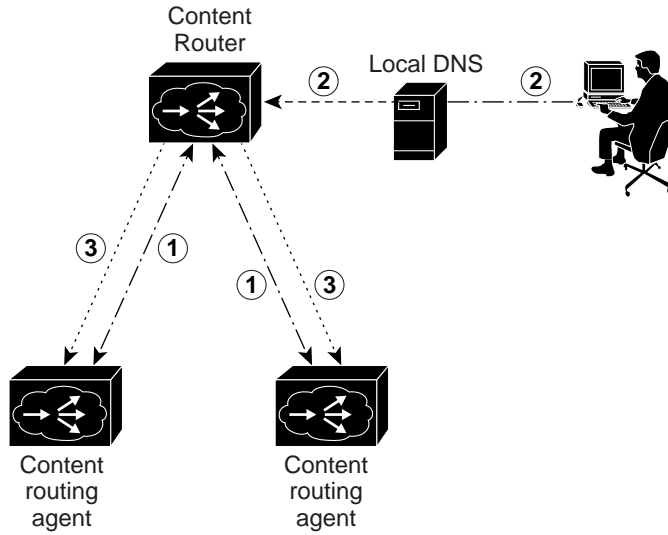 Content
Router
Local DNS
2
2
3
1
1
3
Content
routing
agent
Content
routing
agent